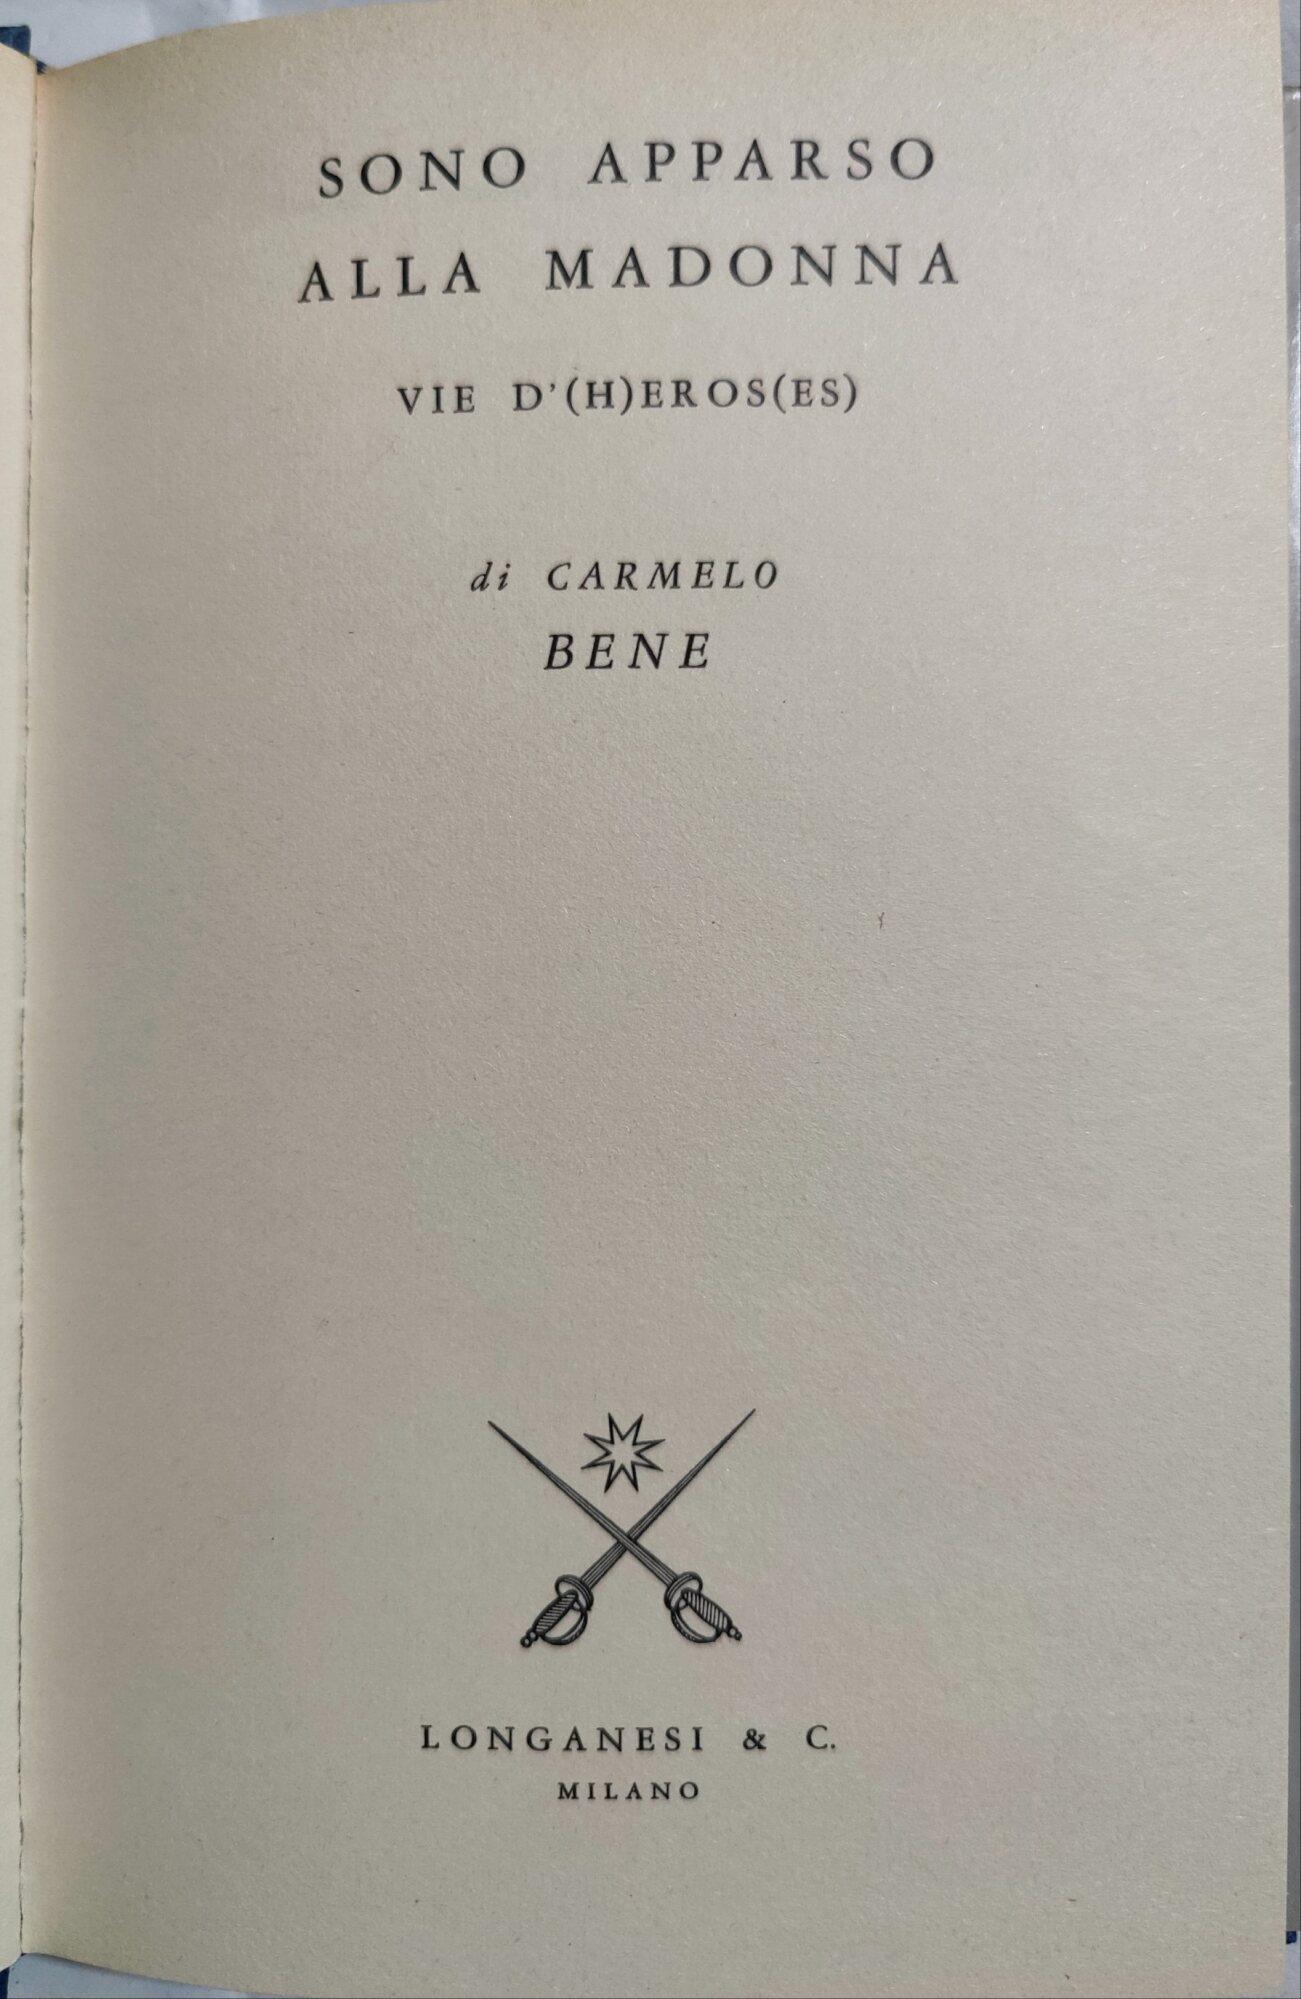 SONO APPARSO
ALLA MADONNA
VIE D'(H)EROS(ES)
di CARMELO
BENE
LONGANESI & C.
MILANO